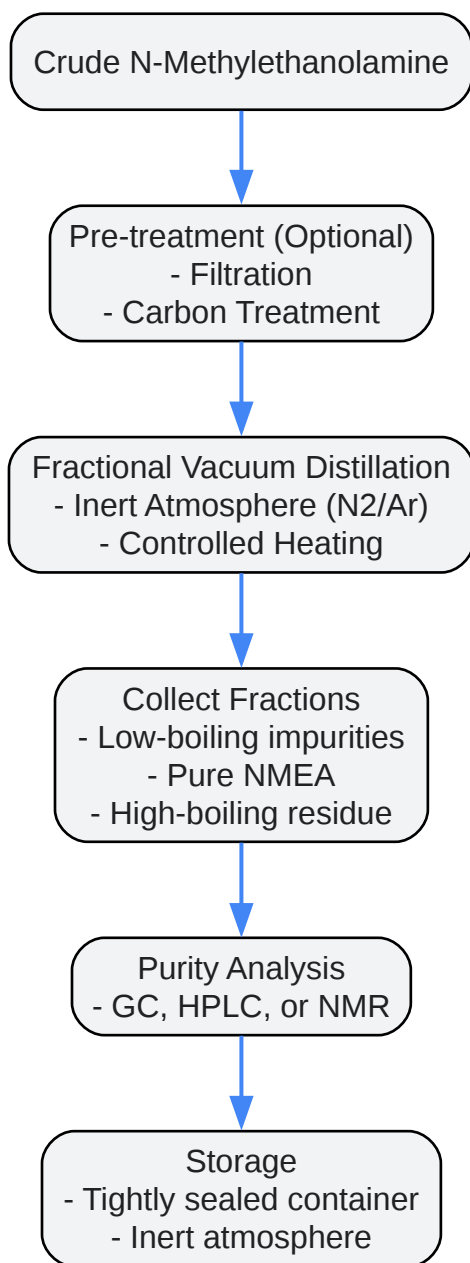 Crude N-Methylethanolamine
Pre-treatment (Optional)
- Filtration
- Carbon Treatment
Fractional Vacuum Distillation
- Inert Atmosphere (N2/Ar)
- Controlled Heating
Collect Fractions
- Low-boiling impurities
- Pure NMEA
- High-boiling residue
Purity Analysis
- GC, HPLC, or NMR
Storage
- Tightly sealed container
- Inert atmosphere